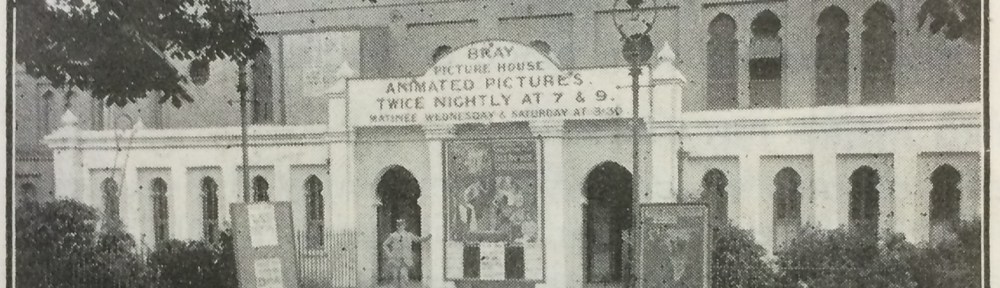 BRAY
PICTURE HOUSE
ANIMATED PICTURES.
TWICE NIGHTLY AT 7 & 9.
MATINEE WEDNESDAY & SATURDAY AT 3-30